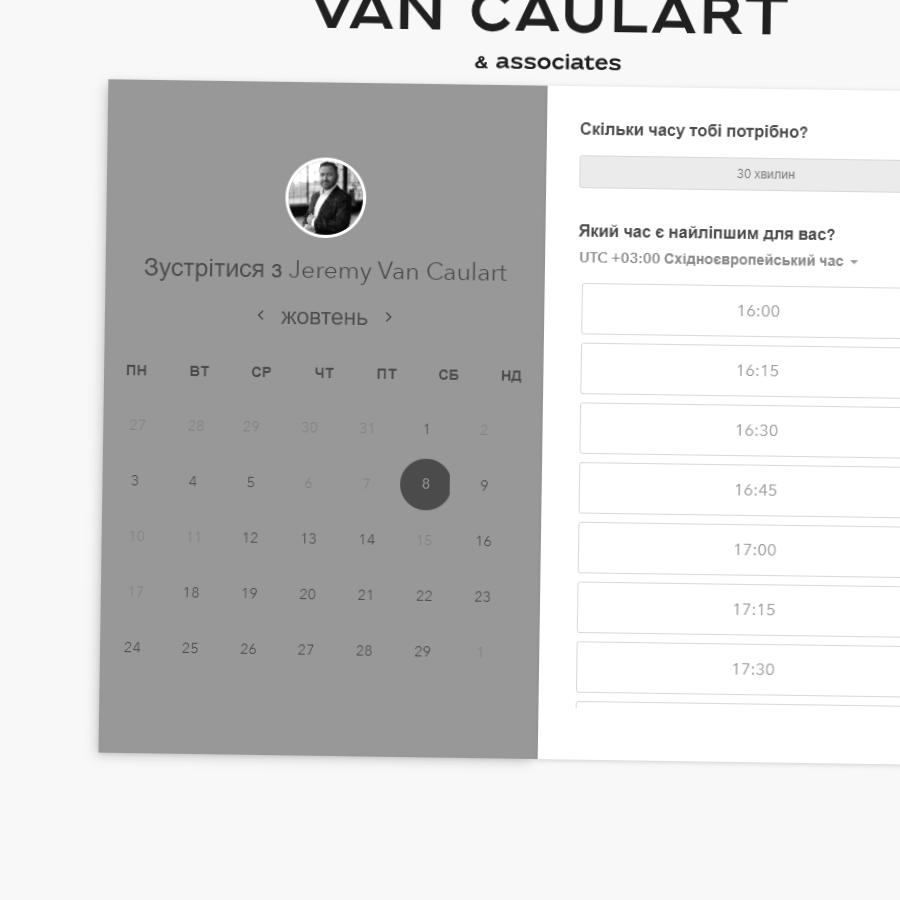 VAN CAULART
& associates
Зустрітися з Jeremy Van Caulart
жовтень
ПН ВТ СР ЧТ ПТ СБ НД
27 28 29 30 31 1 2
3 4 5 6 7 8 9
10 11 12 13 14 15 16
17 18 19 20 21 22 23
24 25 26 27 28 29 1
Скільки часу тобі потрібно?
30 хвилин
Який час є найліпшим для вас?
UTC +03:00 Східноєвропейський час
16:00
16:15
16:30
16:45
17:00
17:15
17:30